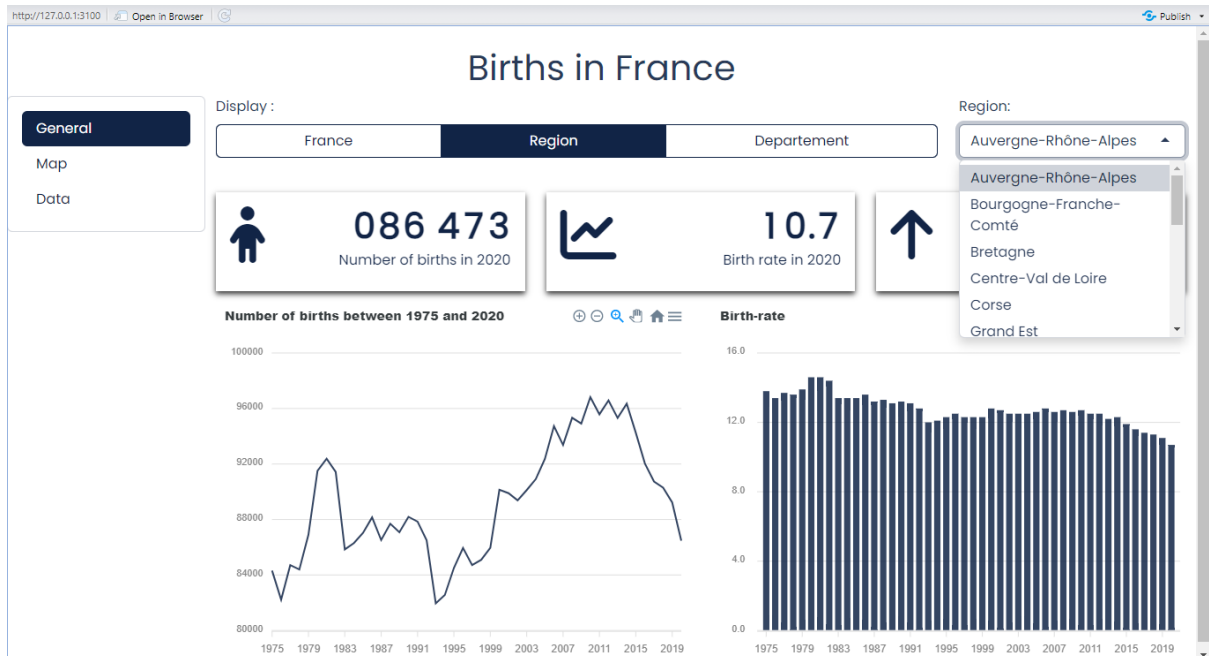 http://127.0.0.1:3100 Open in Browser Publish
Births in France
General
Map
Data
Display :
France Region Departement
Region:
Auvergne-Rhône-Alpes
Auvergne-Rhône-Alpes
Bourgogne-Franche-
Comté
Bretagne
Centre-Val de Loire
Corse
Grand Est
086 473
Number of births in 2020
10.7
Birth rate in 2020
Number of births between 1975 and 2020
100000
96000
92000
88000
84000
80000
1975 1979 1983 1987 1991 1995 1999 2003 2007 2011 2015 2019
Birth-rate
16.0
12.0
8.0
4.0
0.0
1975 1979 1983 1987 1991 1995 1999 2003 2007 2011 2015 2019